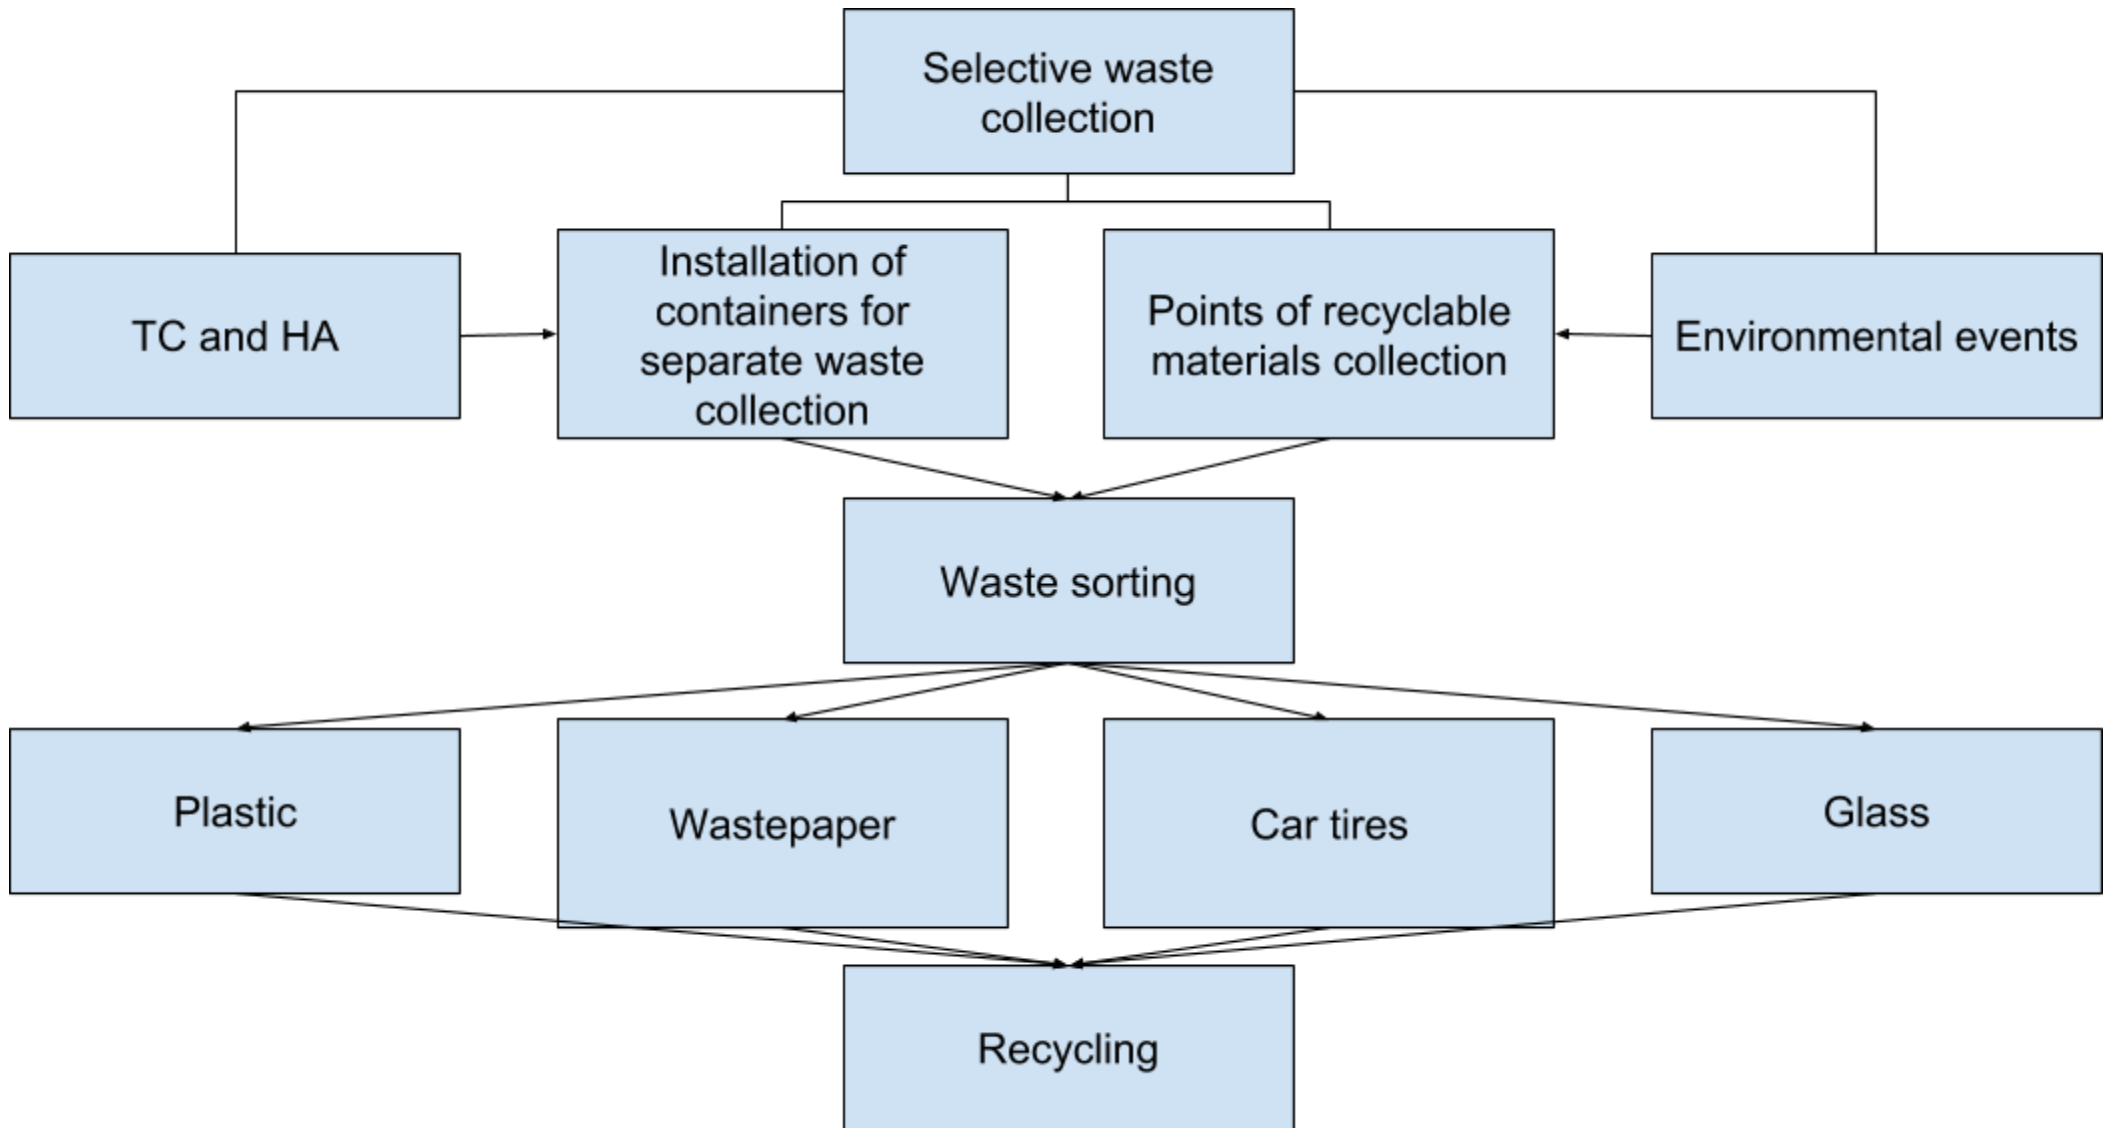 Selective waste
collection
TC and HA
Installation of
containers for
separate waste
collection
Points of recyclable
materials collection
Environmental events
Waste sorting
Plastic
Wastepaper
Car tires
Glass
Recycling